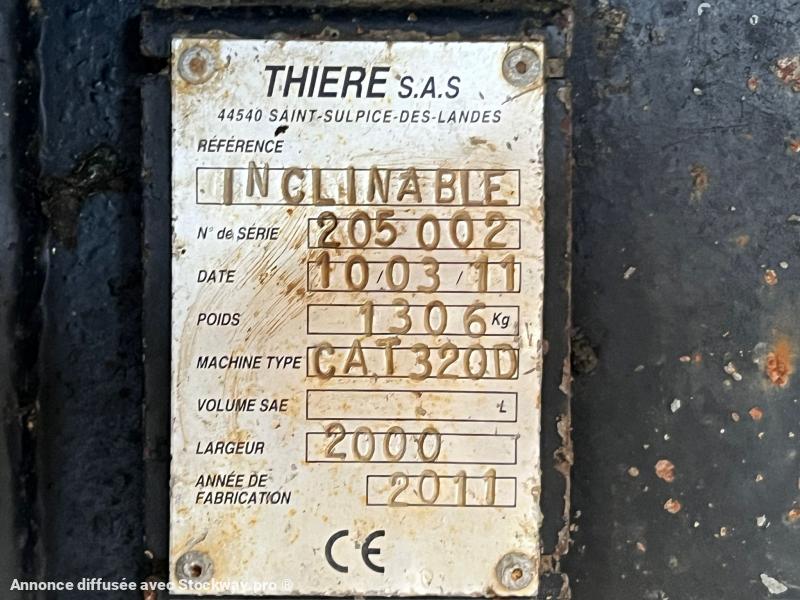 THIERE S.A.S
44540 SAINT-SULPICE-DES-LANDES
RÉFÉRENCE
INCLINABLE
N° de SÉRIE 205 002
DATE 10/03/11
POIDS 1306 Kg
MACHINE TYPE CAT320D
VOLUME SAE L
LARGEUR 2000
ANNÉE DE
FABRICATION 2011
CE
Annonce diffusée avec Stockway.pro ®